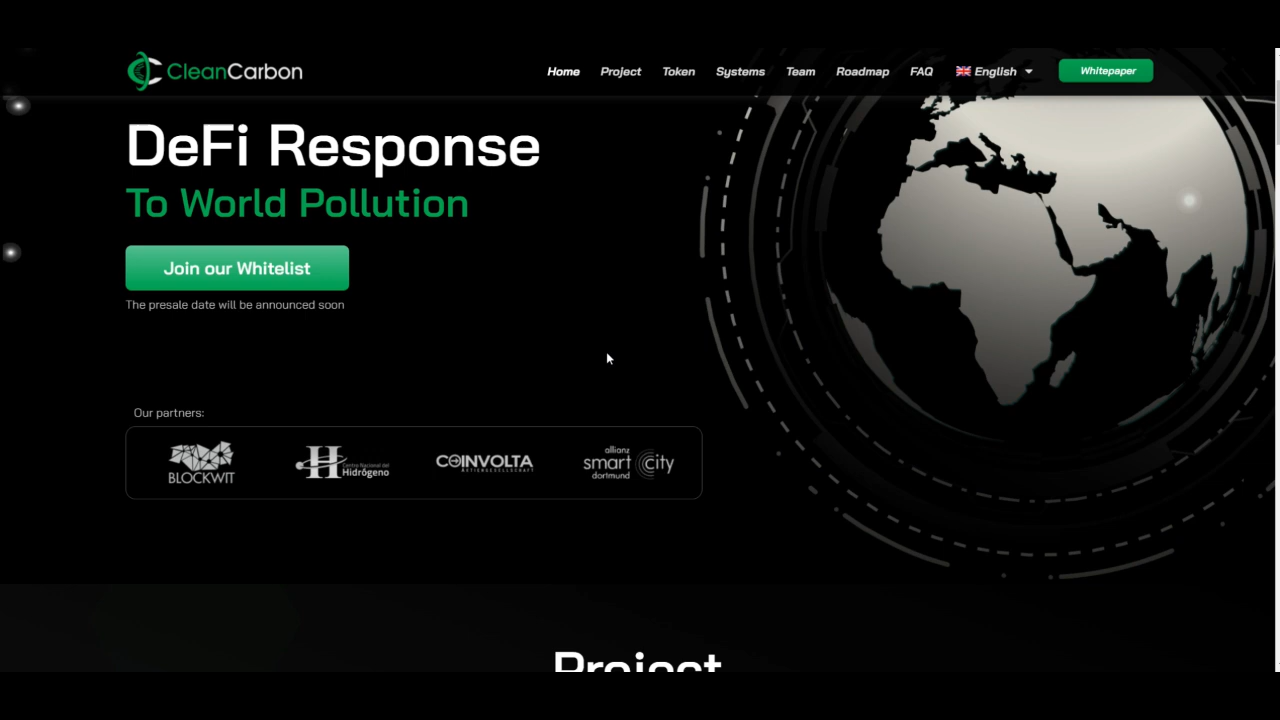 CleanCarbon
Home Project Token Systems Team Roadmap FAQ English Whitepaper
DeFi Response
To World Pollution
Join our Whitelist
The presale date will be announced soon
Our partners:
BLOCKWIT
H Centro Nacional del
Hidrógeno
COINVOLTA
AKTIENGESELLSCHAFT
allianz
smart city
dortmund
Project